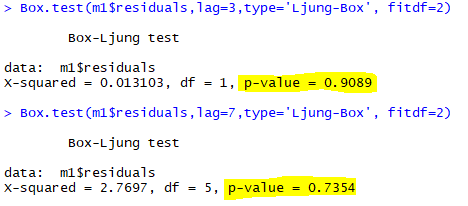 > Box.test(m1$residuals,lag=3,type='Ljung-Box', fitdf=2)
Box-Ljung test
data:  m1$residuals
X-squared = 0.013103, df = 1, p-value = 0.9089
> Box.test(m1$residuals,lag=7,type='Ljung-Box', fitdf=2)
Box-Ljung test
data:  m1$residuals
X-squared = 2.7697, df = 5, p-value = 0.7354